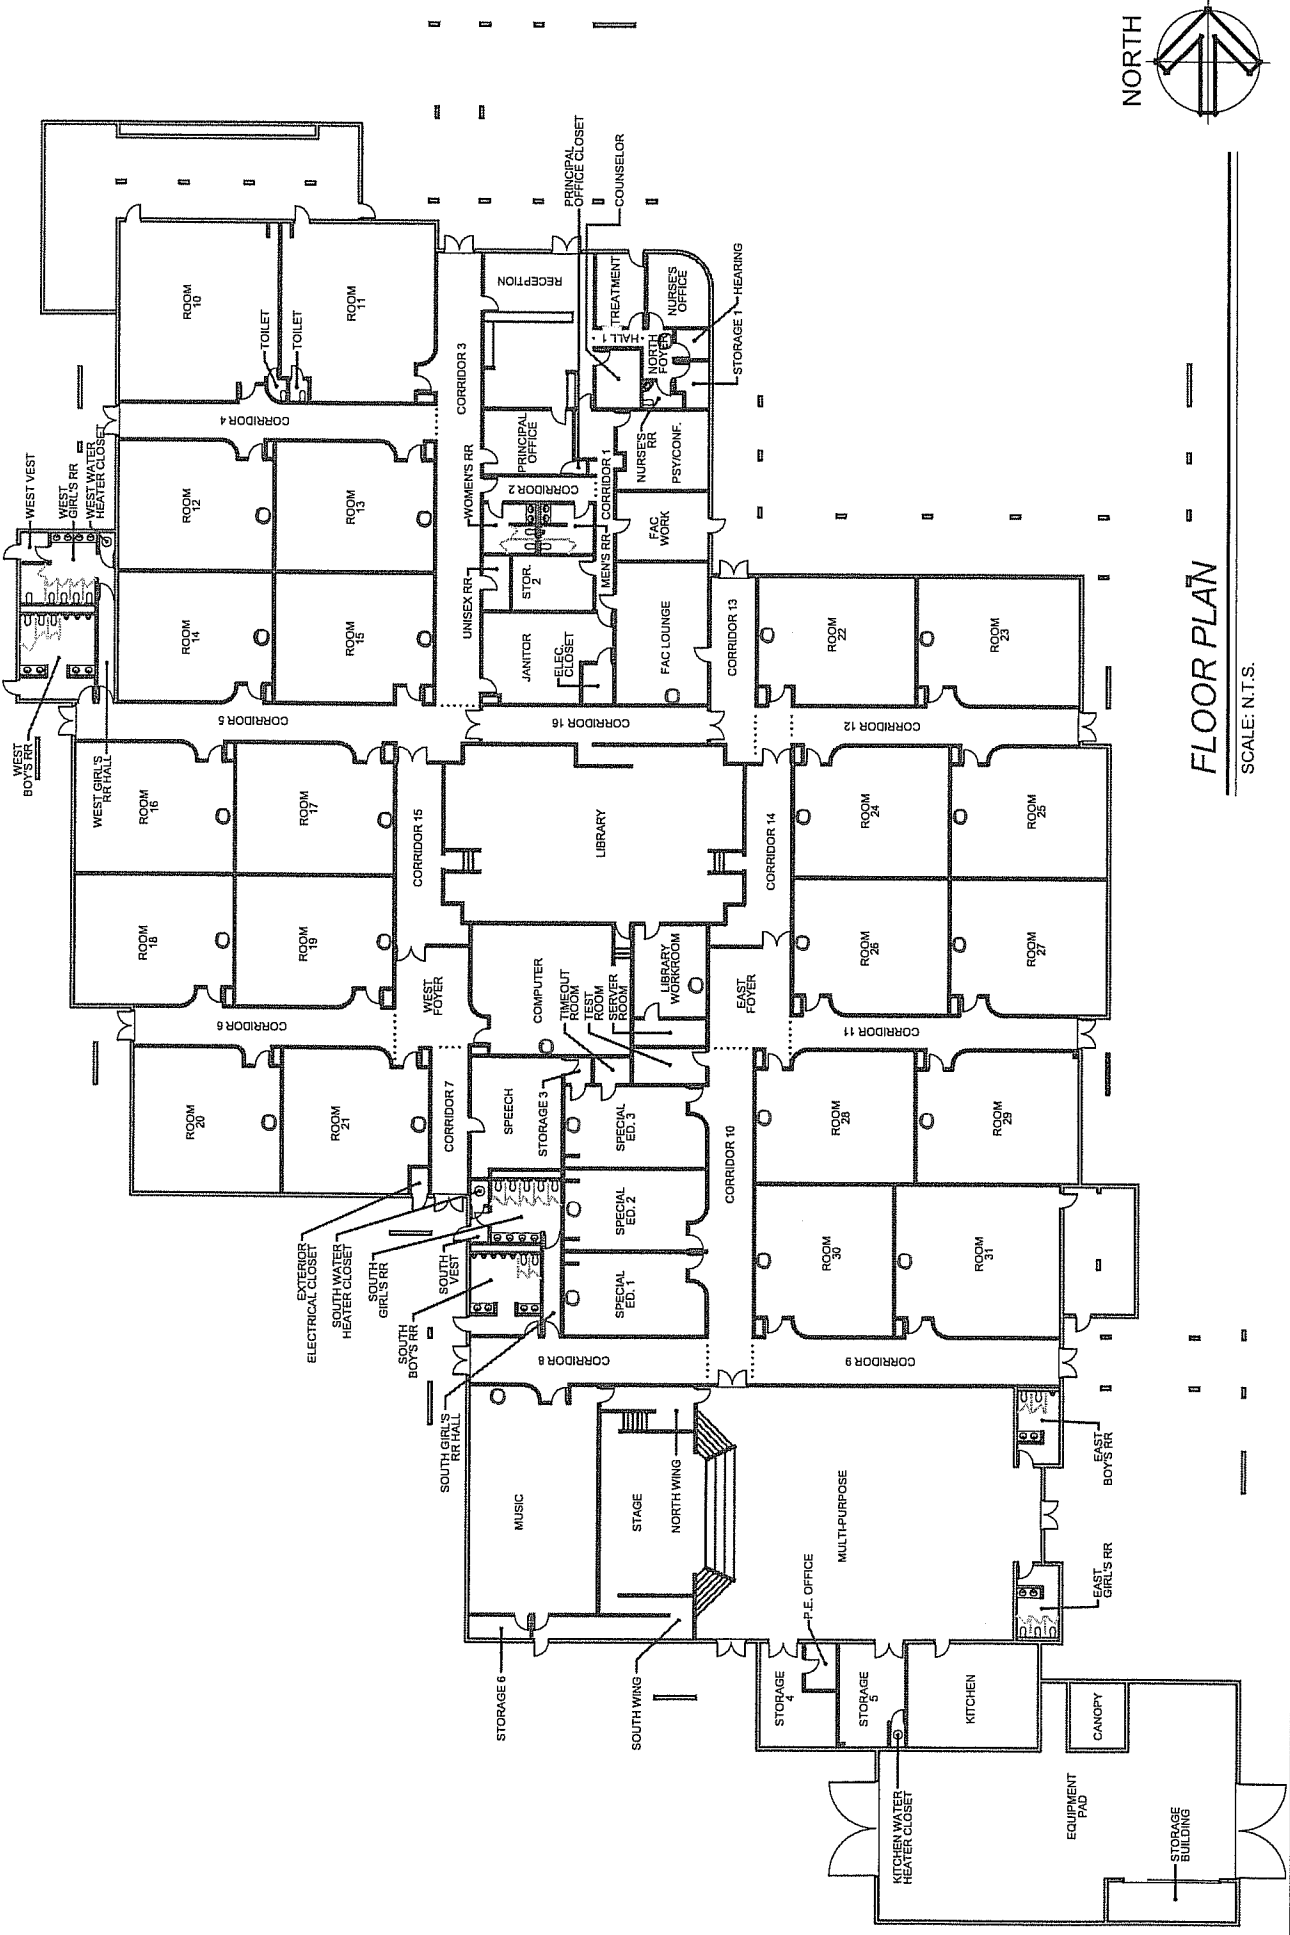 NORTH
FLOOR PLAN
SCALE: N.T.S.
ROOM
10
ROOM
11
TOILET
TOILET
CORRIDOR 4
CORRIDOR 3
RECEPTION
PRINCIPAL
OFFICE CLOSET
COUNSELOR
TREATMENT
NURSE'S
OFFICE
HALL 1
NORTH
FOYER
HEARING
STORAGE 1
NURSE'S
RR
PSY/CONF.
PRINCIPAL
OFFICE
CORRIDOR 2
CORRIDOR 1
WOMEN'S RR
MEN'S RR
UNISEX RR
STOR.
2
FAC
WORK
FAC LOUNGE
JANITOR
ELEC.
CLOSET
WEST VEST
WEST
GIRL'S RR
WEST WATER
HEATER CLOSET
WEST
BOY'S RR
WEST GIRL'S
RR HALL
ROOM
12
ROOM
13
ROOM
14
ROOM
15
CORRIDOR 5
CORRIDOR 16
CORRIDOR 13
CORRIDOR 12
ROOM
22
ROOM
23
ROOM
16
ROOM
17
ROOM
18
ROOM
19
CORRIDOR 15
LIBRARY
CORRIDOR 14
ROOM
24
ROOM
25
ROOM
26
ROOM
27
CORRIDOR 6
WEST
FOYER
COMPUTER
TIMEOUT
ROOM
TEST
ROOM
SERVER
ROOM
LIBRARY
WORKROOM
EAST
FOYER
CORRIDOR 11
ROOM
20
ROOM
21
CORRIDOR 7
SPEECH
STORAGE 3
SPECIAL
ED. 3
SPECIAL
ED. 2
SPECIAL
ED. 1
CORRIDOR 10
ROOM
28
ROOM
29
ROOM
30
ROOM
31
EXTERIOR
ELECTRICAL CLOSET
SOUTH WATER
HEATER CLOSET
SOUTH
GIRL'S RR
SOUTH
VEST
SOUTH
BOY'S RR
SOUTH GIRL'S
RR HALL
CORRIDOR 8
CORRIDOR 9
MUSIC
STAGE
NORTH WING
MULTI-PURPOSE
EAST
BOY'S RR
EAST
GIRL'S RR
P.E. OFFICE
STORAGE 6
SOUTH WING
STORAGE
4
STORAGE
5
KITCHEN
CANOPY
KITCHEN WATER
HEATER CLOSET
EQUIPMENT
PAD
STORAGE
BUILDING